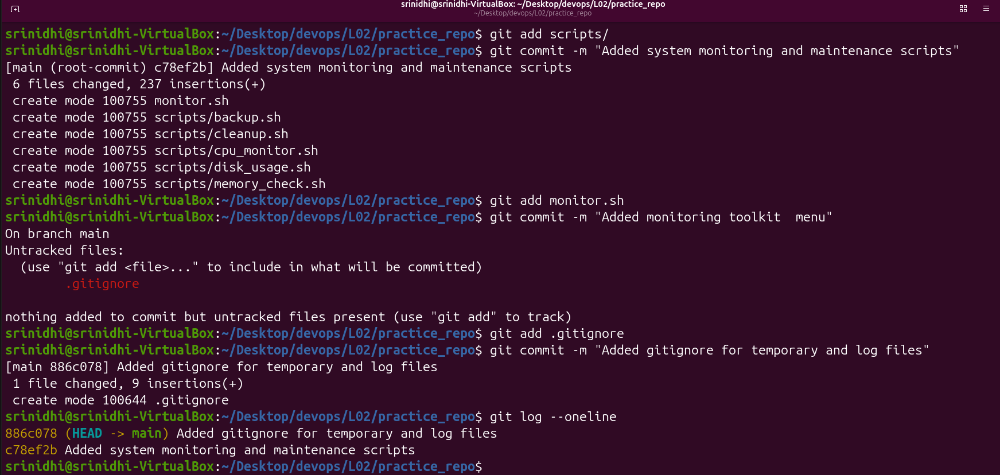 srinidhi@srinidhi-VirtualBox: ~/Desktop/devops/L02/practice_repo
~/Desktop/devops/L02/practice_repo
srinidhi@srinidhi-VirtualBox:~/Desktop/devops/L02/practice_repo$ git add scripts/
srinidhi@srinidhi-VirtualBox:~/Desktop/devops/L02/practice_repo$ git commit -m "Added system monitoring and maintenance scripts"
[main (root-commit) c78ef2b] Added system monitoring and maintenance scripts
 6 files changed, 237 insertions(+)
 create mode 100755 monitor.sh
 create mode 100755 scripts/backup.sh
 create mode 100755 scripts/cleanup.sh
 create mode 100755 scripts/cpu_monitor.sh
 create mode 100755 scripts/disk_usage.sh
 create mode 100755 scripts/memory_check.sh
srinidhi@srinidhi-VirtualBox:~/Desktop/devops/L02/practice_repo$ git add monitor.sh
srinidhi@srinidhi-VirtualBox:~/Desktop/devops/L02/practice_repo$ git commit -m "Added monitoring toolkit  menu"
On branch main
Untracked files:
  (use "git add <file>..." to include in what will be committed)
        .gitignore

nothing added to commit but untracked files present (use "git add" to track)
srinidhi@srinidhi-VirtualBox:~/Desktop/devops/L02/practice_repo$ git add .gitignore
srinidhi@srinidhi-VirtualBox:~/Desktop/devops/L02/practice_repo$ git commit -m "Added gitignore for temporary and log files"
[main 886c078] Added gitignore for temporary and log files
 1 file changed, 9 insertions(+)
 create mode 100644 .gitignore
srinidhi@srinidhi-VirtualBox:~/Desktop/devops/L02/practice_repo$ git log --oneline
886c078 (HEAD -> main) Added gitignore for temporary and log files
c78ef2b Added system monitoring and maintenance scripts
srinidhi@srinidhi-VirtualBox:~/Desktop/devops/L02/practice_repo$